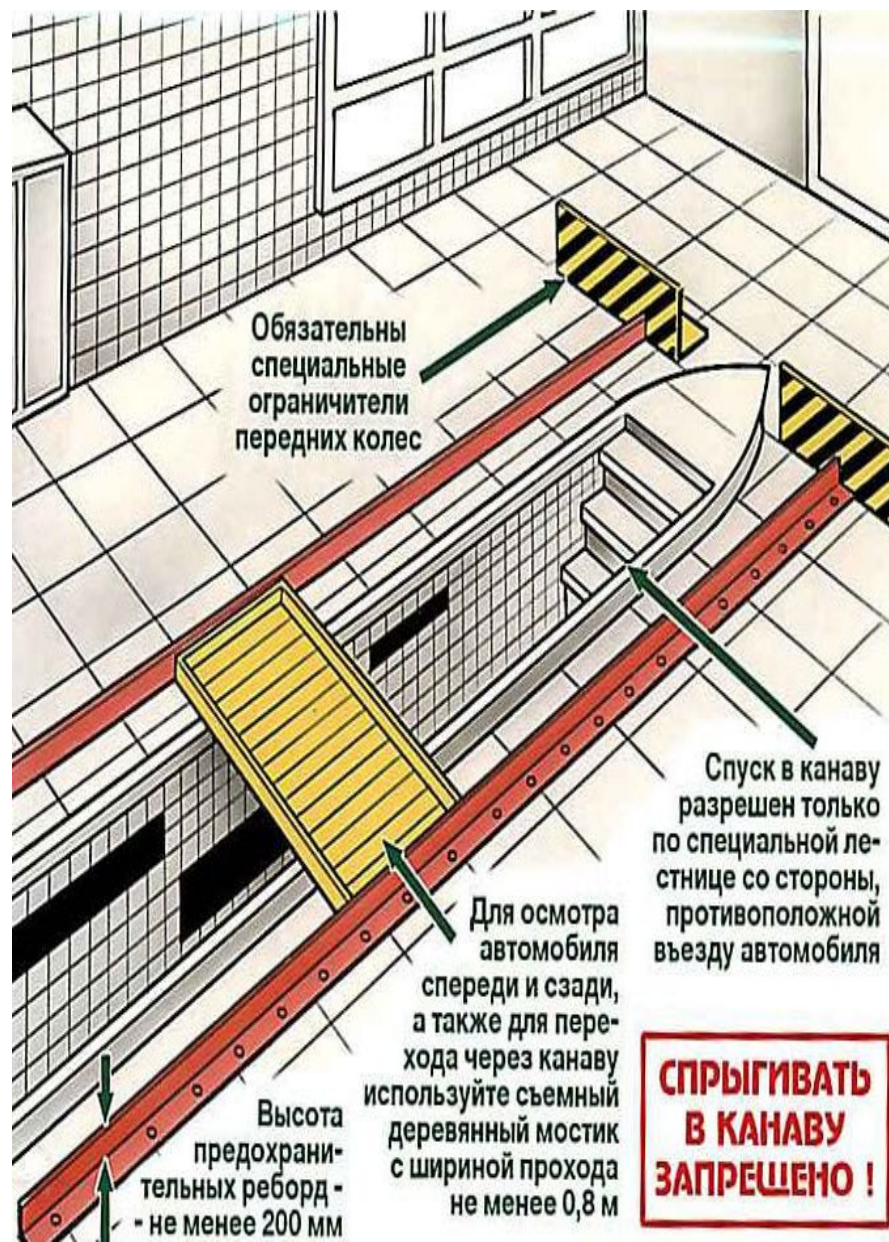 Обязательны
специальные
ограничители
передних колес
Спуск в канаву
разрешен только
по специальной ле-
стнице со стороны,
противоположной
въезду автомобиля
Для осмотра
автомобиля
спереди и сзади,
а также для пере-
хода через канаву
используйте съемный
деревянный мостик
с шириной прохода
не менее 0,8 м
Высота
предохрани-
тельных реборд -
- не менее 200 мм
СПРЫГИВАТЬ
В КАНАВУ
ЗАПРЕЩЕНО !